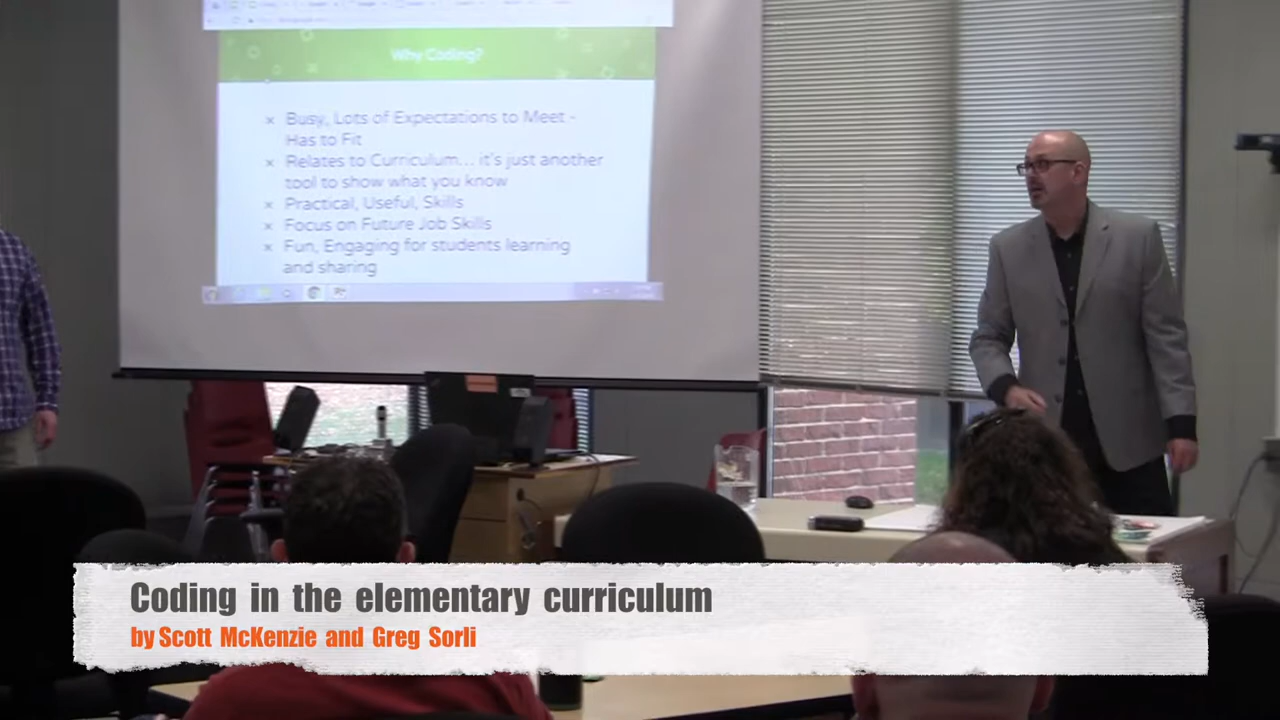 Why Coding?
× Busy, Lots of Expectations to Meet -
Has to Fit
× Relates to Curriculum... it's just another
tool to show what you know
× Practical, Useful, Skills
× Focus on Future Job Skills
× Fun, Engaging for students learning
and sharing
Coding in the elementary curriculum
by Scott McKenzie and Greg Sorli